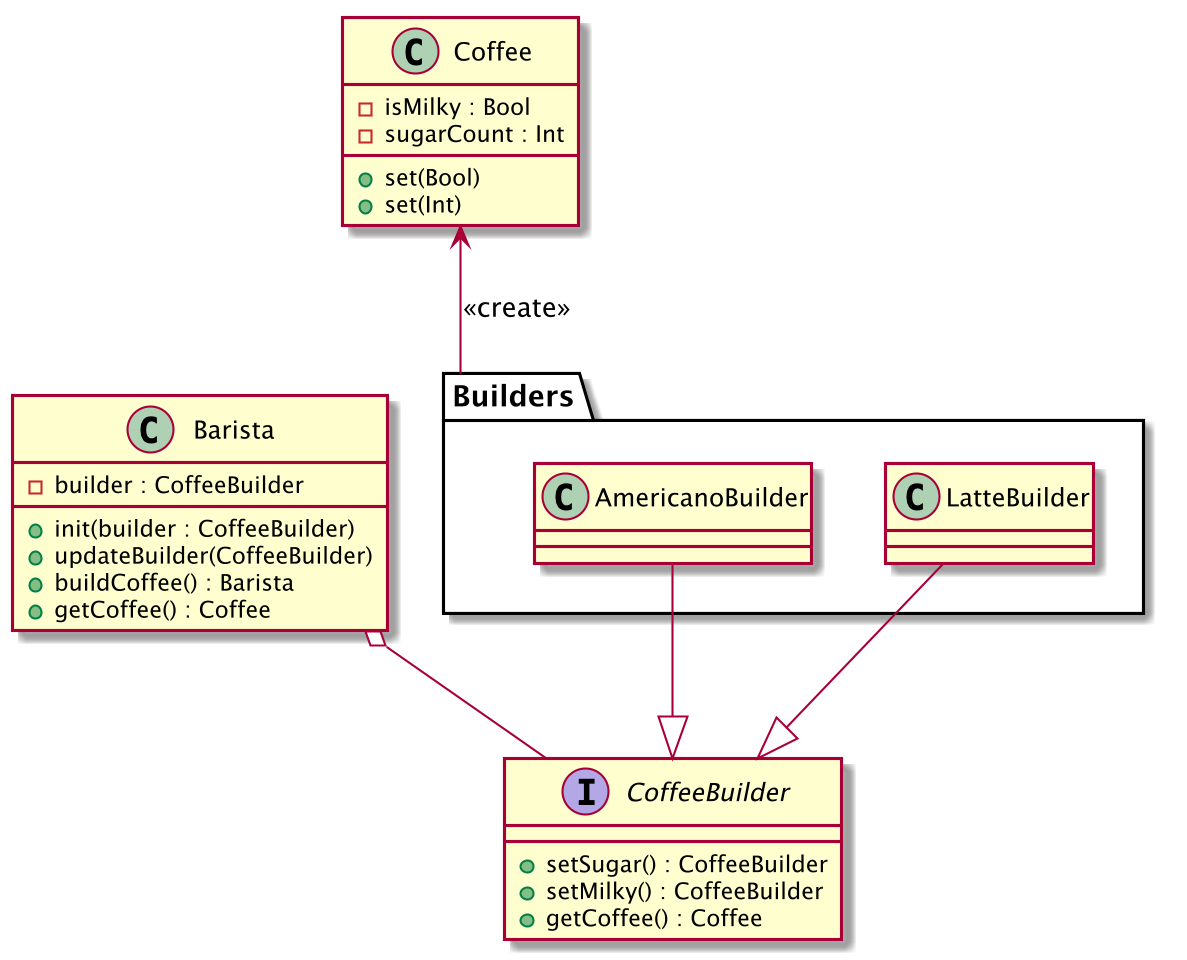 C Coffee
isMilky : Bool
sugarCount : Int
set(Bool)
set(Int)
«create»
Builders
C Barista
builder : CoffeeBuilder
init(builder : CoffeeBuilder)
updateBuilder(CoffeeBuilder)
buildCoffee() : Barista
getCoffee() : Coffee
C AmericanoBuilder
C LatteBuilder
I CoffeeBuilder
setSugar() : CoffeeBuilder
setMilky() : CoffeeBuilder
getCoffee() : Coffee